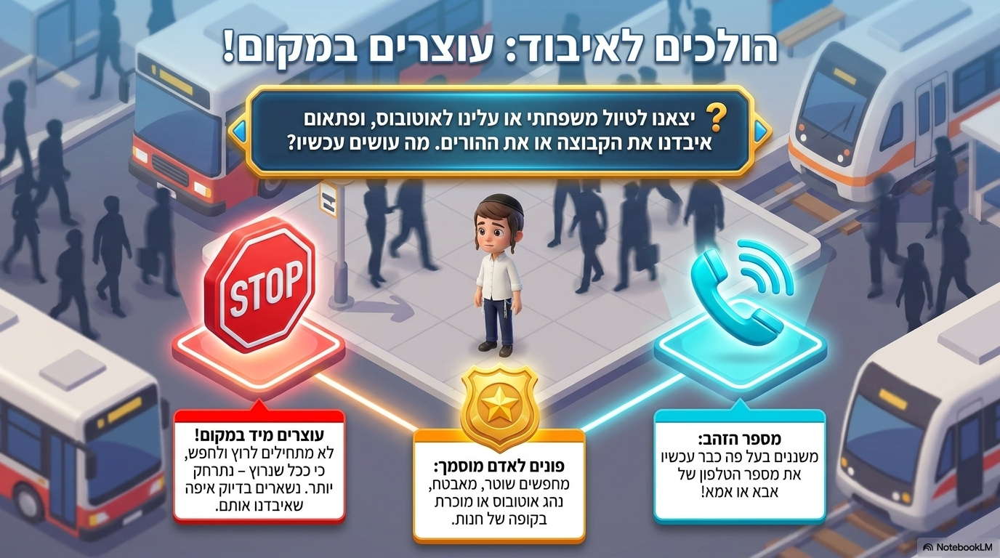 הולכים לאיבוד: עוצרים במקום!
? יצאנו לטיול משפחתי או עלינו לאוטובוס, ופתאום
איבדנו את הקבוצה או את ההורים. מה עושים עכשיו?
STOP
מספר הזהב:
משננים בעל פה כבר עכשיו
את מספר הטלפון של
אבא או אמא!
פונים לאדם מוסמך:
מחפשים שוטר, מאבטח,
נהג אוטובוס או מוכרת
בקופה של חנות.
עוצרים מיד במקום!
לא מתחילים לרוץ ולחפש,
כי ככל שנרוץ – נתרחק
יותר. נשארים בדיוק איפה
שאיבדנו אותם.
NotebookLM